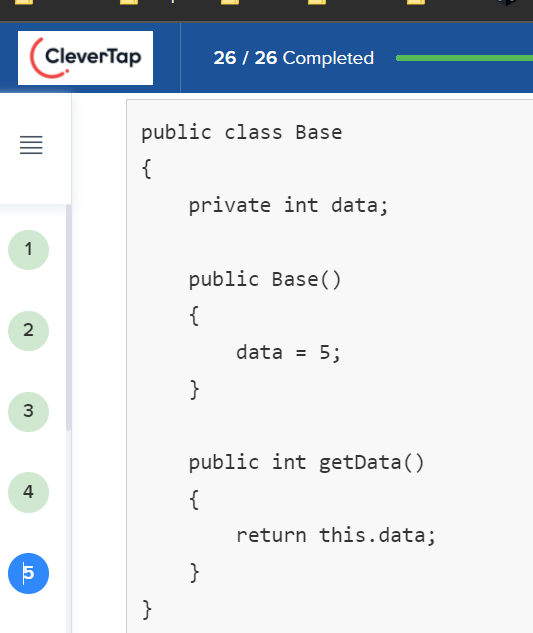 CleverTap
26 / 26 Completed
public class Base
{
    private int data;

    public Base()
    {
        data = 5;
    }

    public int getData()
    {
        return this.data;
    }
}
1
2
3
4
5